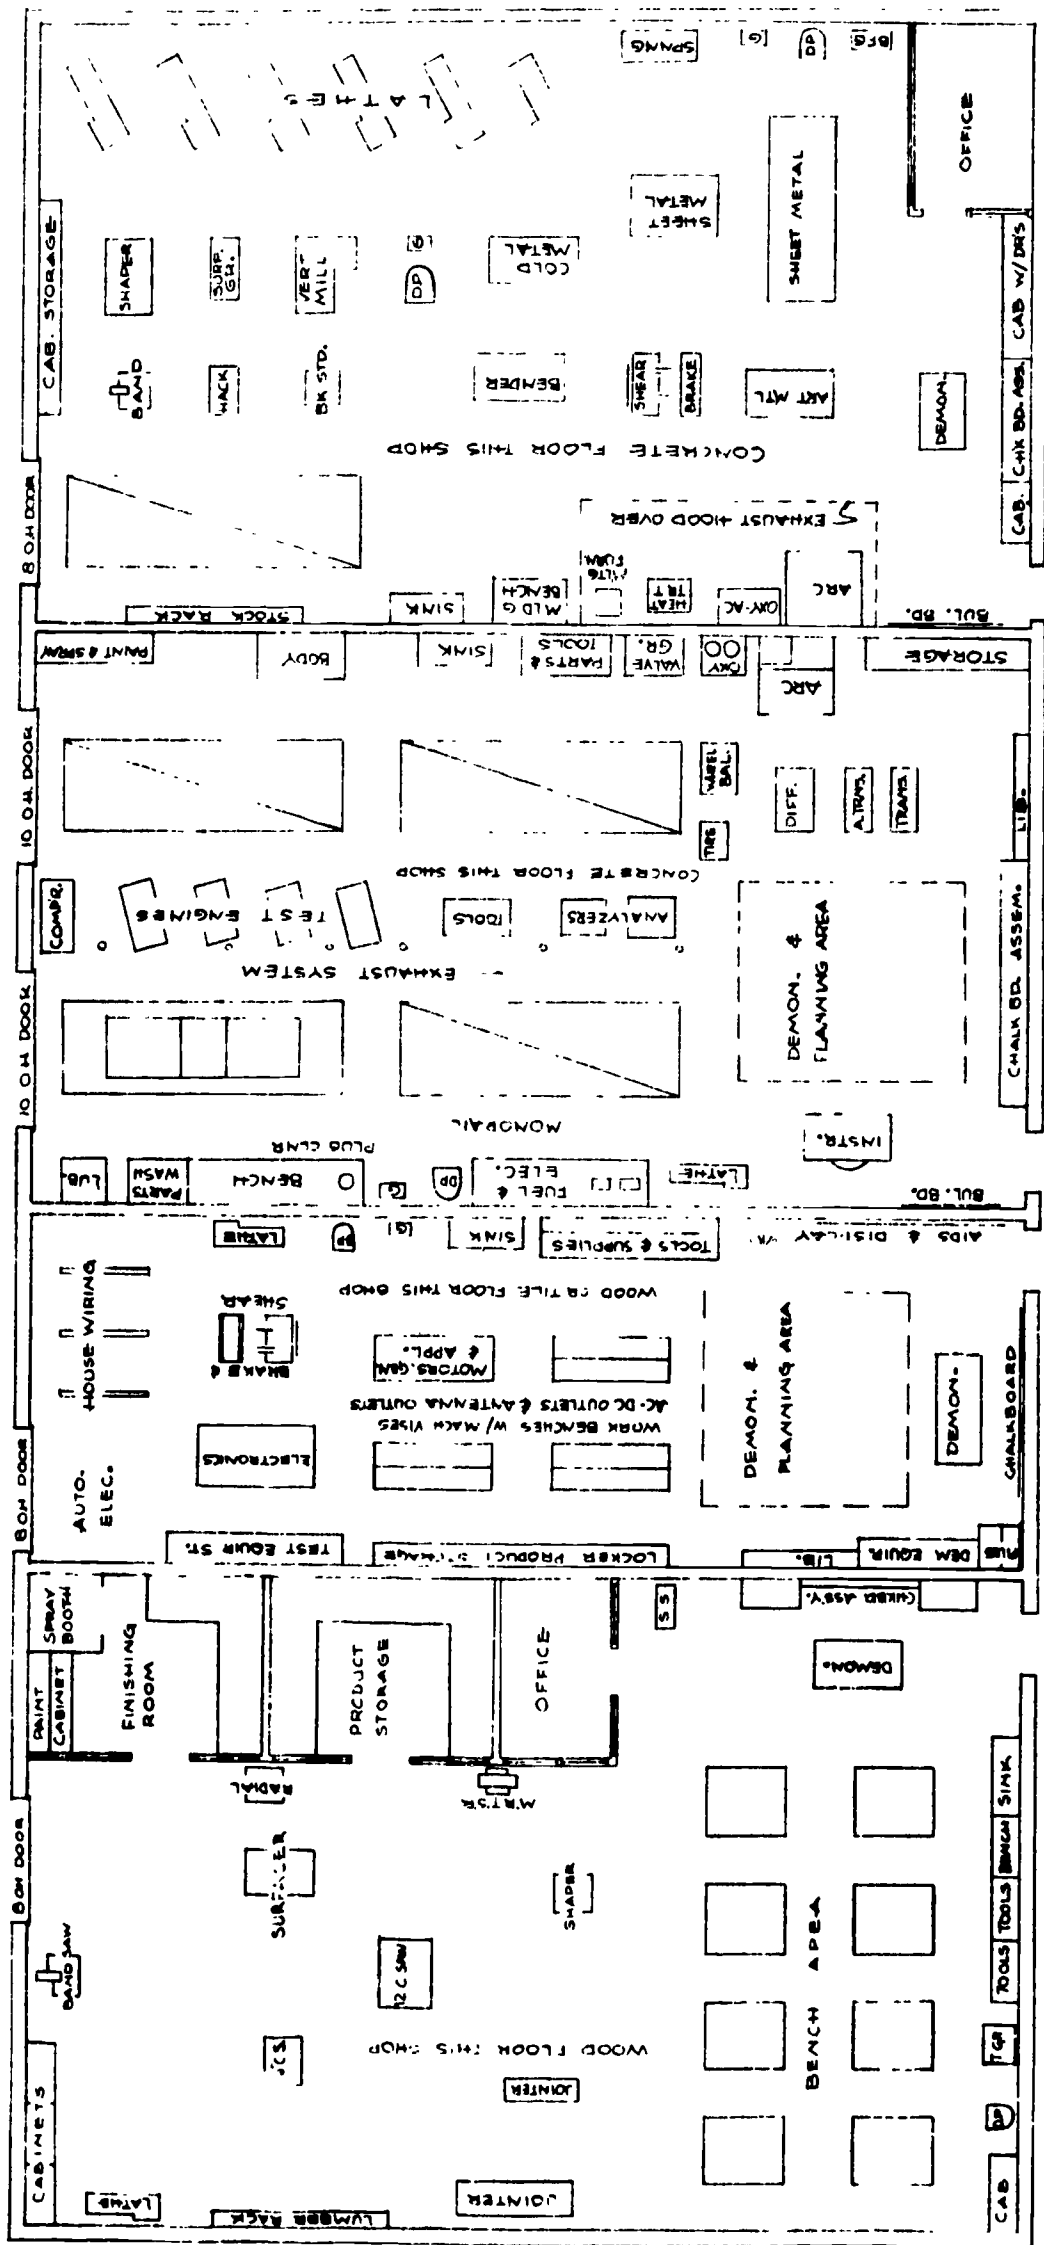 SPNNG
G
DP
BFG
LATHES
OFFICE
CAB. STORAGE
SHAPER
SURF. GR.
VERT MILL
DP
G
COLD METAL
SHEET METAL
SHEET METAL
CAB W/ DRS
BAND
HACK
BK STD.
BENDER
SHEAR
BRAKE
ART MTL
DEMON.
CHK BD. ASS.
CAB.
CONCRETE FLOOR THIS SHOP
8 O.H DOOR
EXHAUST HOOD OVER
STOCK RACK
SINK
MLDG BENCH
MLTG FURN
HEAT TRT
OXY-AC
ARC
BUL. BD.
PAINT & SPRAY
BODY
SINK
PARTS & TOOLS
VALVE GR.
OXY
ARC
STORAGE
10 O.H. DOOR
WHEEL BAL.
TIRE
DIFF.
A.TRNS.
TRANS.
LIB.
CONCRETE FLOOR THIS SHOP
COMP'R.
TEST ENGINES
TOOLS
ANALYZERS
EXHAUST SYSTEM
DEMON. &
PLANNING AREA
CHALK BD. ASSEM.
10 O H DOOR
MONORAIL
PLUG CLNR
LUB.
PARTS WASH
BENCH
G
DP
FUEL & ELEC.
LATHE
INSTR.
BUL. BD.
LATHE
DP
G
SINK
TOOLS & SUPPLIES
AIDS & DISPLAY
HOUSE WIRING
WOOD OR TILE FLOOR THIS SHOP
BRAKE & SHEAR
MOTORS. GEN. & APPL.
AC-DC OUTLETS & ANTENNA OUTLETS
WORK BENCHES W/ MACH VISES
DEMON. &
PLANNING AREA
DEMON.
CHALKBOARD
8 O H DOOR
AUTO.
ELEC.
ELECTRONICS
TEST EQUIP. ST.
LOCKER PRODUCT STORAGE
LIB.
DEM EQUIP.
SPRAY BOOTH
PAINT
CABINET
FINISHING
ROOM
PRODUCT
STORAGE
OFFICE
S S
CHKBD ASS'Y.
DEMON.
RADIAL
MRTS'R
8 O H DOOR
SURFACER
SHAPER
BAND SAW
12 C SAW
J.C S.
WOOD FLOOR THIS SHOP
JOINTER
BENCH AREA
SINK
BENCH
TOOLS
TOOLS
TGR
DP
CAB
CABINETS
LATHE
LUMBER RACK
JOINTER